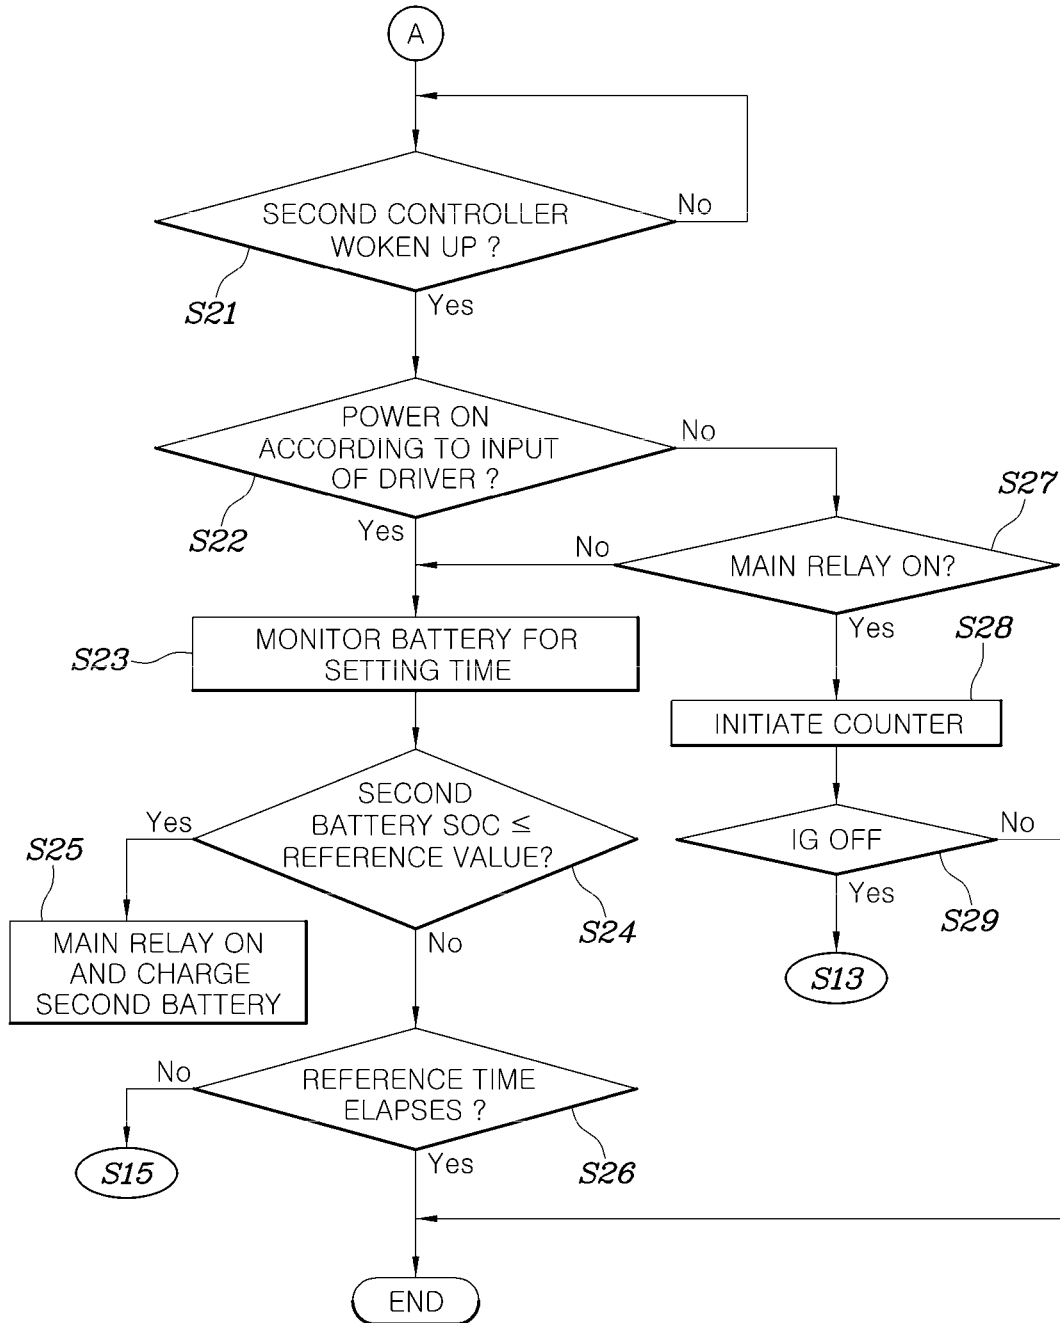 A
SECOND CONTROLLER
WOKEN UP ?
No
S21
Yes
POWER ON
ACCORDING TO INPUT
OF DRIVER ?
No
S22
Yes
S27
No
MAIN RELAY ON?
Yes
S28
S23
MONITOR BATTERY FOR
SETTING TIME
INITIATE COUNTER
SECOND
BATTERY SOC ≤
REFERENCE VALUE?
Yes
S25
S24
No
IG OFF
No
Yes
S29
MAIN RELAY ON
AND CHARGE
SECOND BATTERY
S13
No
REFERENCE TIME
ELAPSES ?
S15
Yes
S26
END